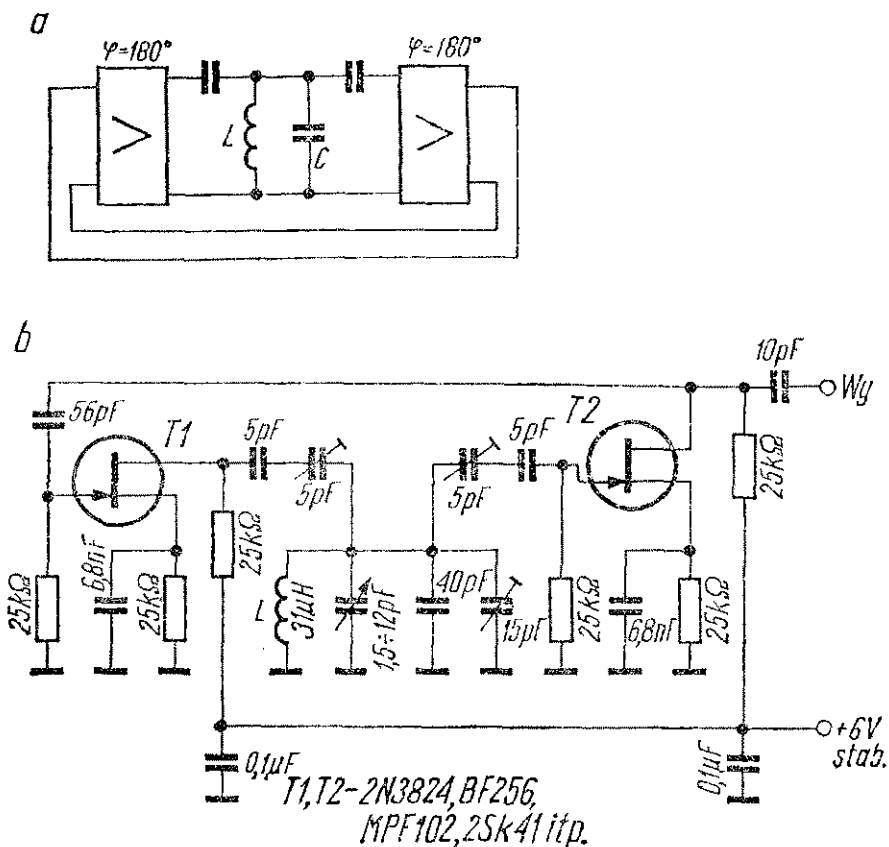 a
φ=180°
φ=180°
L
C
b
10pF
Wy
56pF
T1
5pF
5pF
5pF
5pF
T2
25kΩ
25kΩ
6,8nF
25kΩ
25kΩ
L
31μH
1,5÷12pF
40pF
15pF
25kΩ
6,8nF
25kΩ
+6V
stab.
0,1μF
0,1μF
T1,T2-2N3824,BF256,
MPF102,2Sk41 itp.